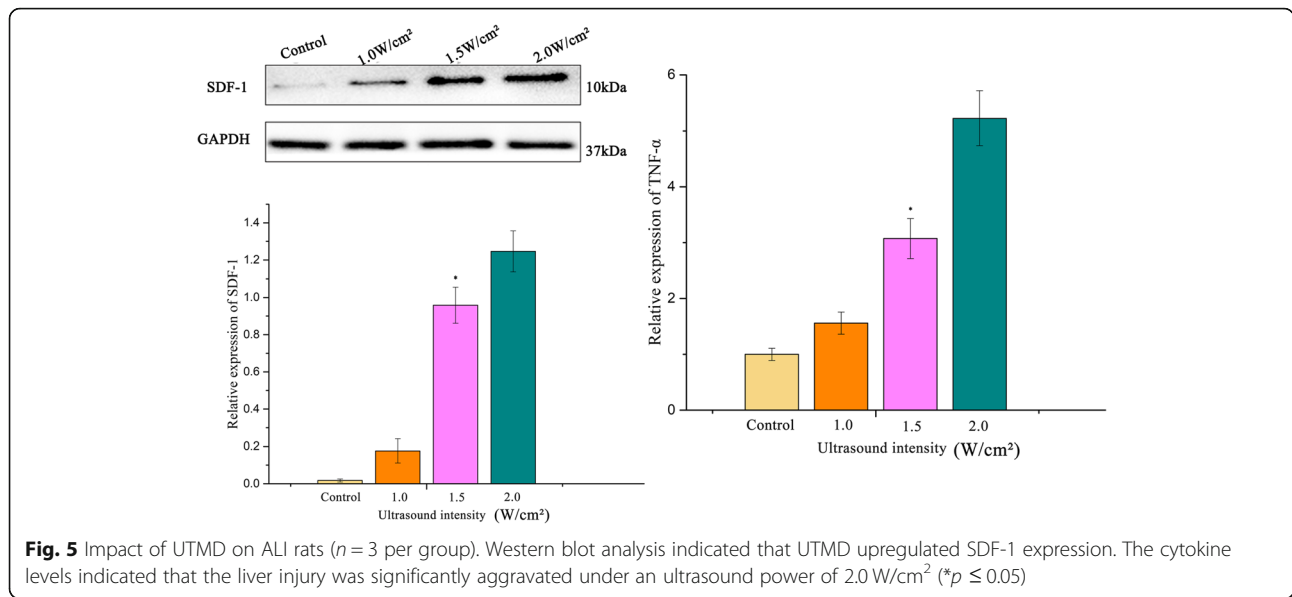 Control 1.0W/cm² 1.5W/cm² 2.0W/cm²
SDF-1 10kDa
GAPDH 37kDa
Relative expression of SDF-1
1.4
1.2
1.0
0.8
0.6
0.4
0.2
0.0
*
Control 1.0 1.5 2.0
Ultrasound intensity (W/cm²)
Relative expression of TNF-α
6
4
2
0
*
Control 1.0 1.5 2.0
Ultrasound intensity (W/cm²)
Fig. 5 Impact of UTMD on ALI rats (n = 3 per group). Western blot analysis indicated that UTMD upregulated SDF-1 expression. The cytokine
levels indicated that the liver injury was significantly aggravated under an ultrasound power of 2.0 W/cm² (*p ≤ 0.05)